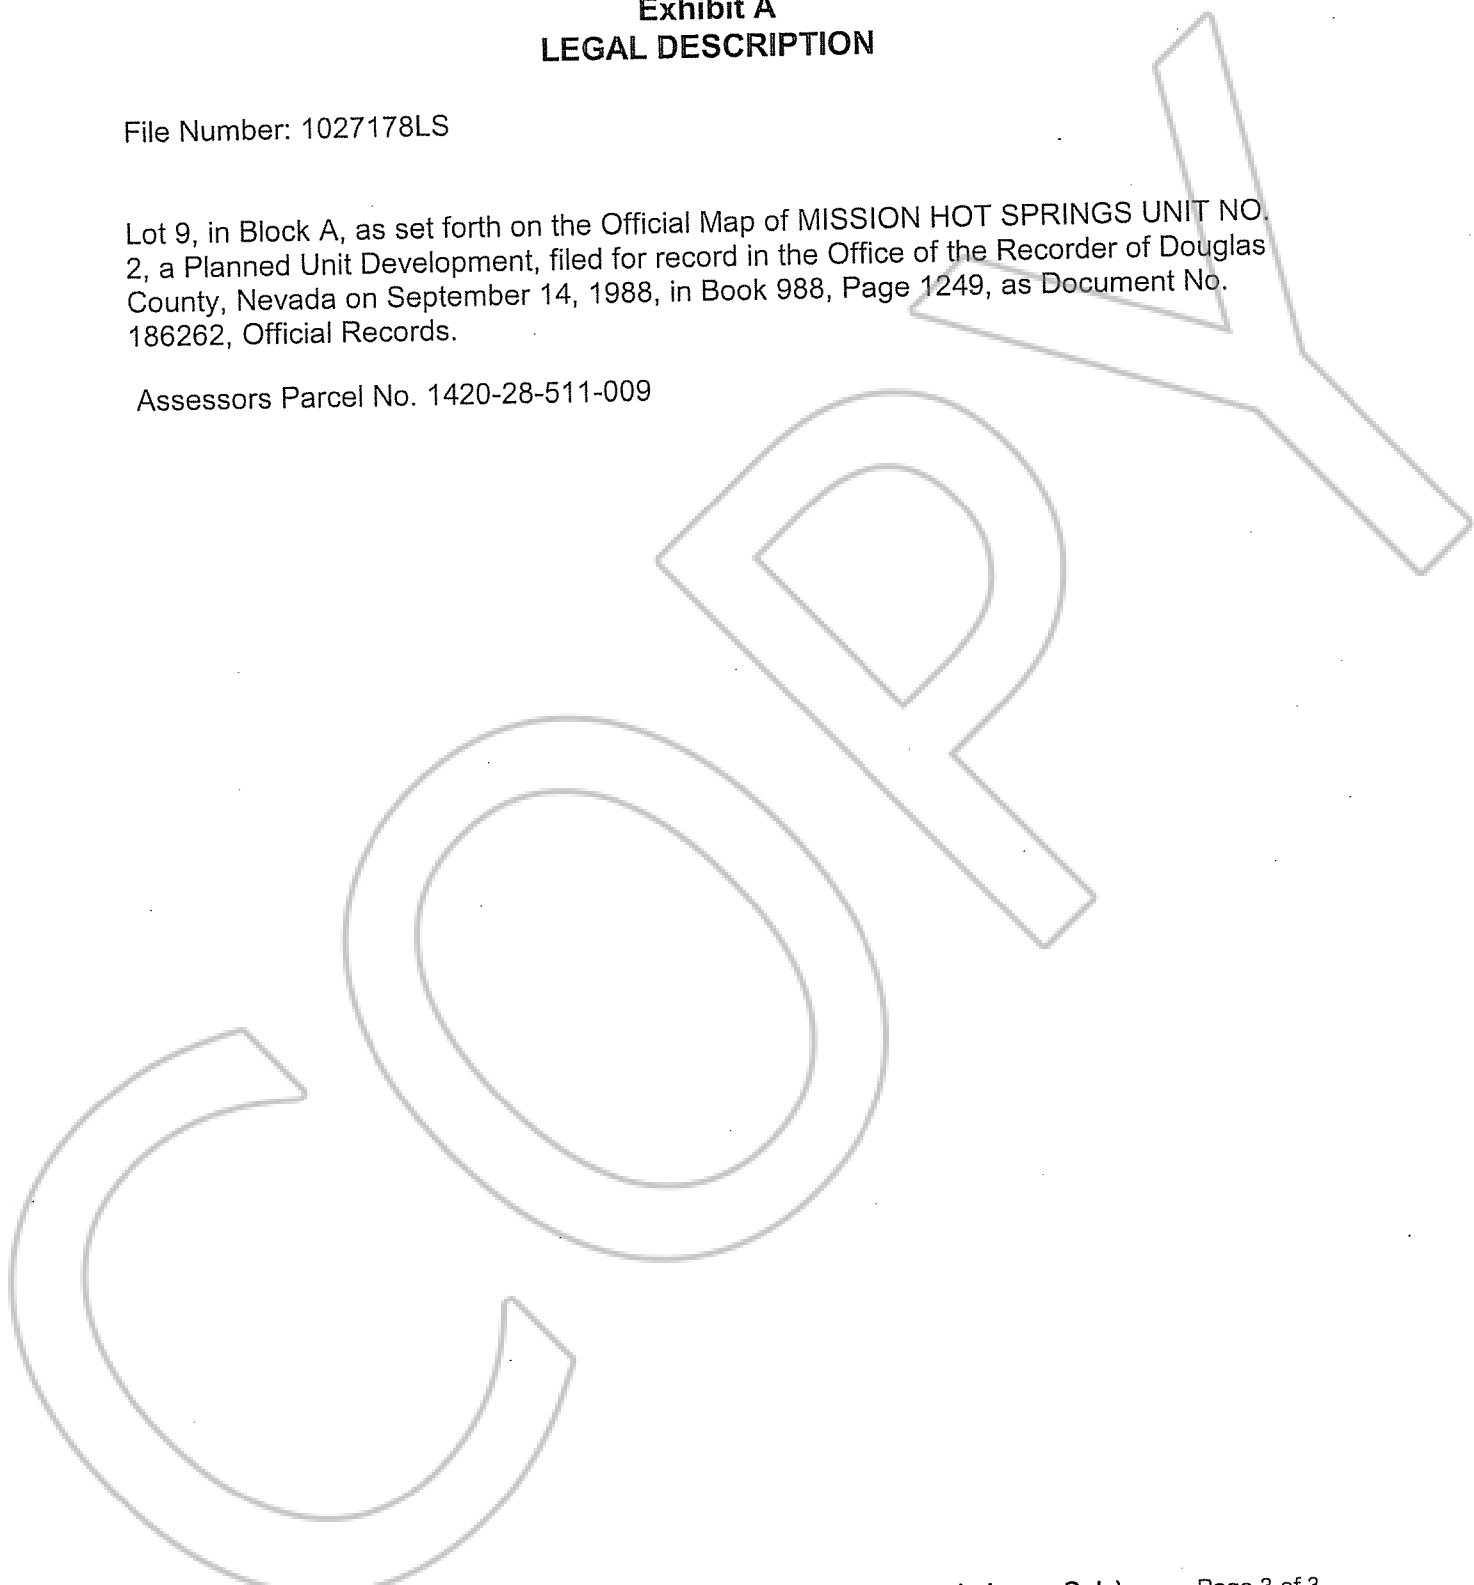 Exhibit A
LEGAL DESCRIPTION
File Number: 1027178LS
Lot 9, in Block A, as set forth on the Official Map of MISSION HOT SPRINGS UNIT NO.
2, a Planned Unit Development, filed for record in the Office of the Recorder of Douglas
County, Nevada on September 14, 1988, in Book 988, Page 1249, as Document No.
186262, Official Records.
Assessors Parcel No. 1420-28-511-009
COPY
Page